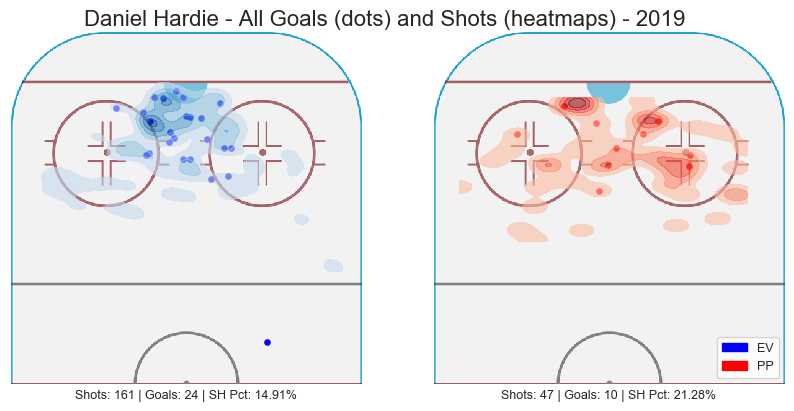 Daniel Hardie - All Goals (dots) and Shots (heatmaps) - 2019
EV
PP
Shots: 161 | Goals: 24 | SH Pct: 14.91%
Shots: 47 | Goals: 10 | SH Pct: 21.28%